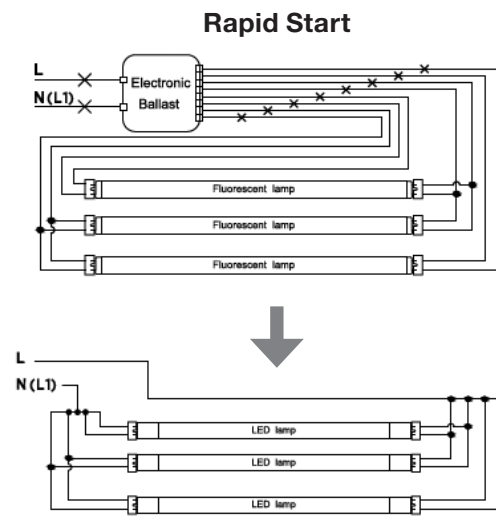 Rapid Start
L
N(L1)
Electronic
Ballast
Fluorescent lamp
Fluorescent lamp
Fluorescent lamp
L
N(L1)
LED lamp
LED lamp
LED lamp